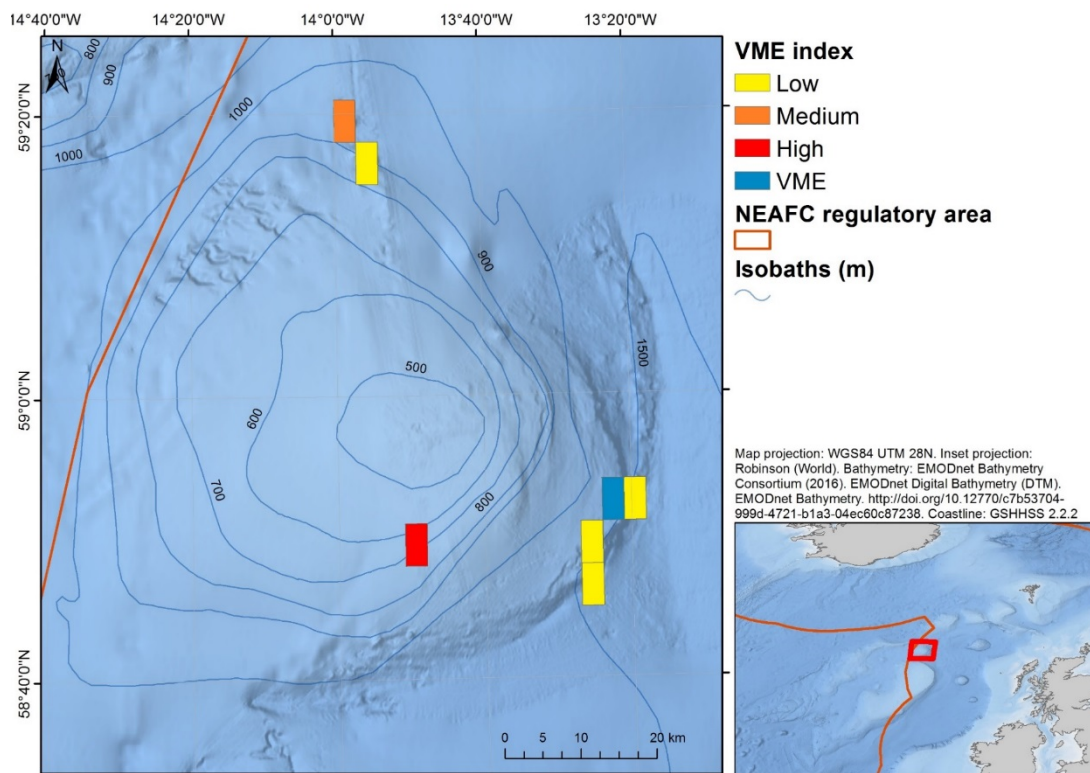 14°40'0"W 14°20'0"W 14°0'0"W 13°40'0"W 13°20'0"W
N
59°20'0"N
59°0'0"N
58°40'0"N
800
900
1000
1000
900
1500
500
600
700
800
0 5 10 20 km
VME index
Low
Medium
High
VME
NEAFC regulatory area
Isobaths (m)
Map projection: WGS84 UTM 28N. Inset projection:
Robinson (World). Bathymetry: EMODnet Bathymetry
Consortium (2016). EMODnet Digital Bathymetry (DTM).
EMODnet Bathymetry. http://doi.org/10.12770/c7b53704-
999d-4721-b1a3-04ec60c87238. Coastline: GSHHSS 2.2.2